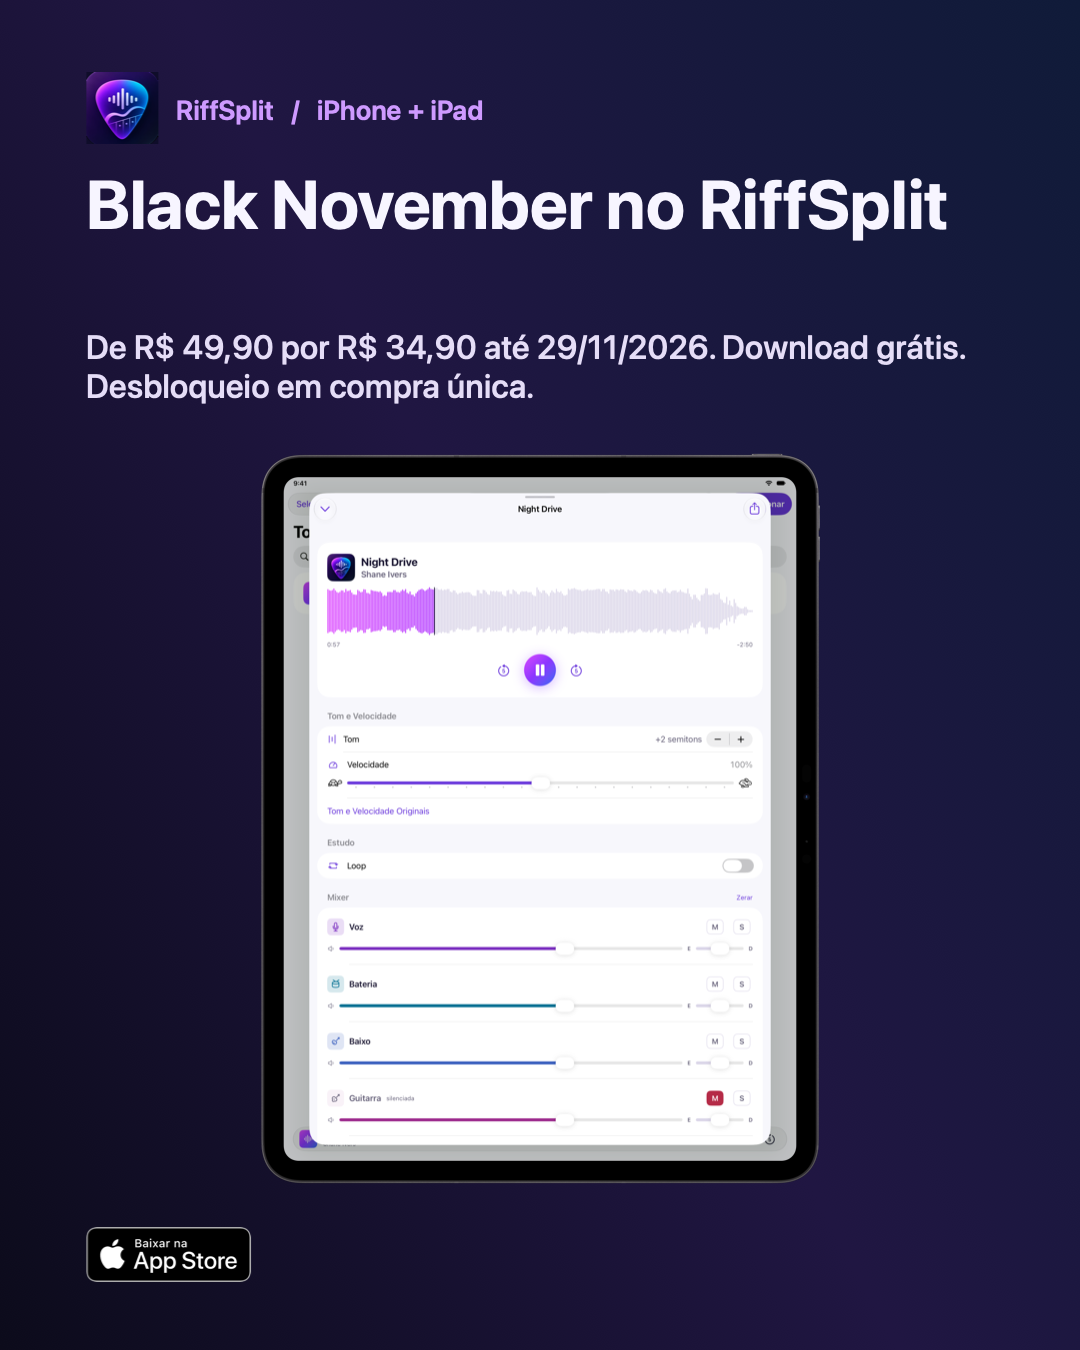 RiffSplit / iPhone + iPad
Black November no RiffSplit
De R$ 49,90 por R$ 34,90 até 29/11/2026. Download grátis.
Desbloqueio em compra única.
9:41
Night Drive
Night Drive
Shane Ivers
0:57
-2:50
Tom e Velocidade
Tom
+2 semitons
Velocidade
100%
Tom e Velocidade Originais
Estudo
Loop
Mixer
Zerar
Voz
M S
E D
Bateria
M S
E D
Baixo
M S
E D
Guitarra silenciada
M S
E D
Baixar na
App Store